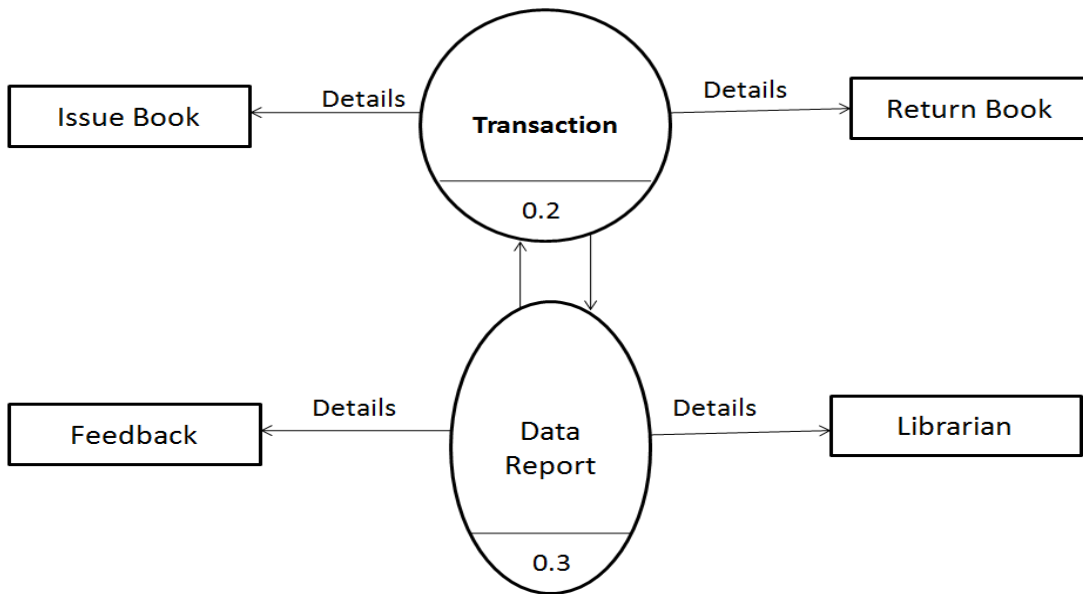 Issue Book
Details
Transaction
0.2
Details
Return Book
Feedback
Details
Data
Report
0.3
Details
Librarian